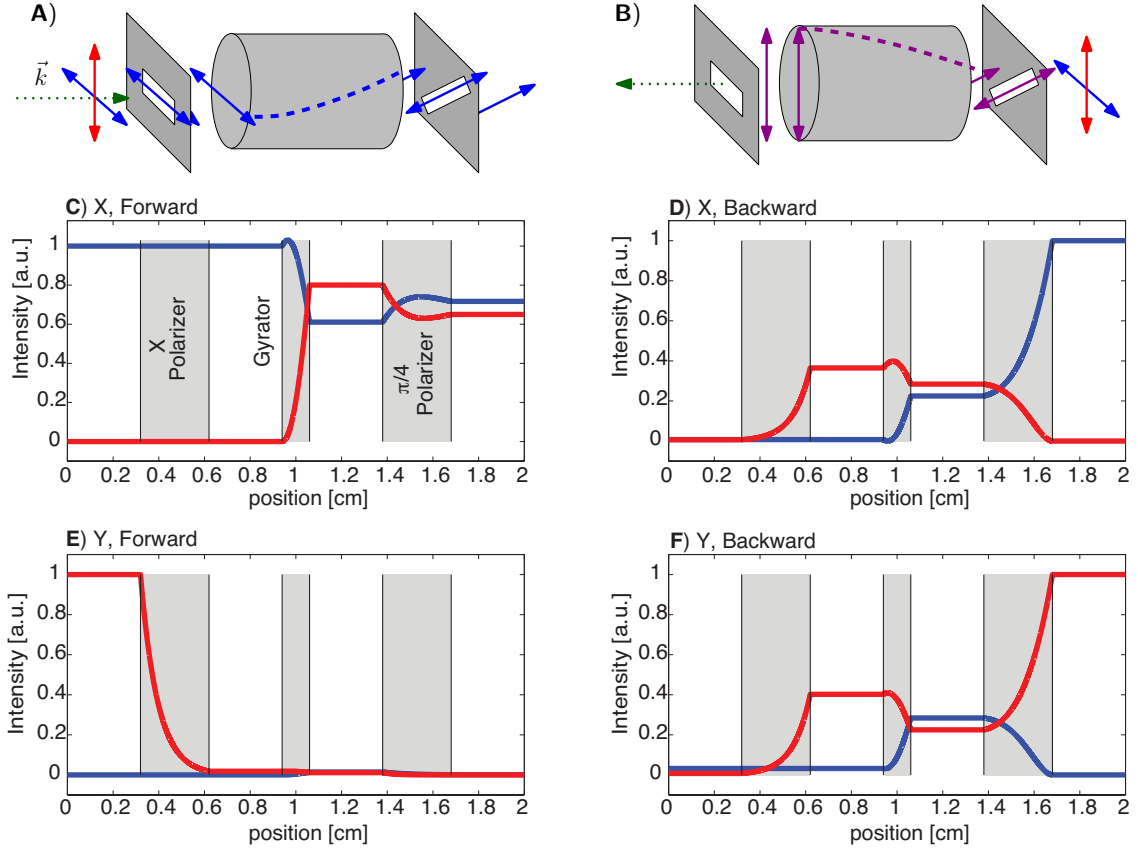 A)
B)
k⃗
C) X, Forward
D) X, Backward
Intensity [a.u.]
1
0.8
0.6
0.4
0.2
0
X
Polarizer
Gyrator
π/4
Polarizer
0 0.2 0.4 0.6 0.8 1 1.2 1.4 1.6 1.8 2
position [cm]
Intensity [a.u.]
1
0.8
0.6
0.4
0.2
0
0 0.2 0.4 0.6 0.8 1 1.2 1.4 1.6 1.8 2
position [cm]
E) Y, Forward
F) Y, Backward
Intensity [a.u.]
1
0.8
0.6
0.4
0.2
0
0 0.2 0.4 0.6 0.8 1 1.2 1.4 1.6 1.8 2
position [cm]
Intensity [a.u.]
1
0.8
0.6
0.4
0.2
0
0 0.2 0.4 0.6 0.8 1 1.2 1.4 1.6 1.8 2
position [cm]